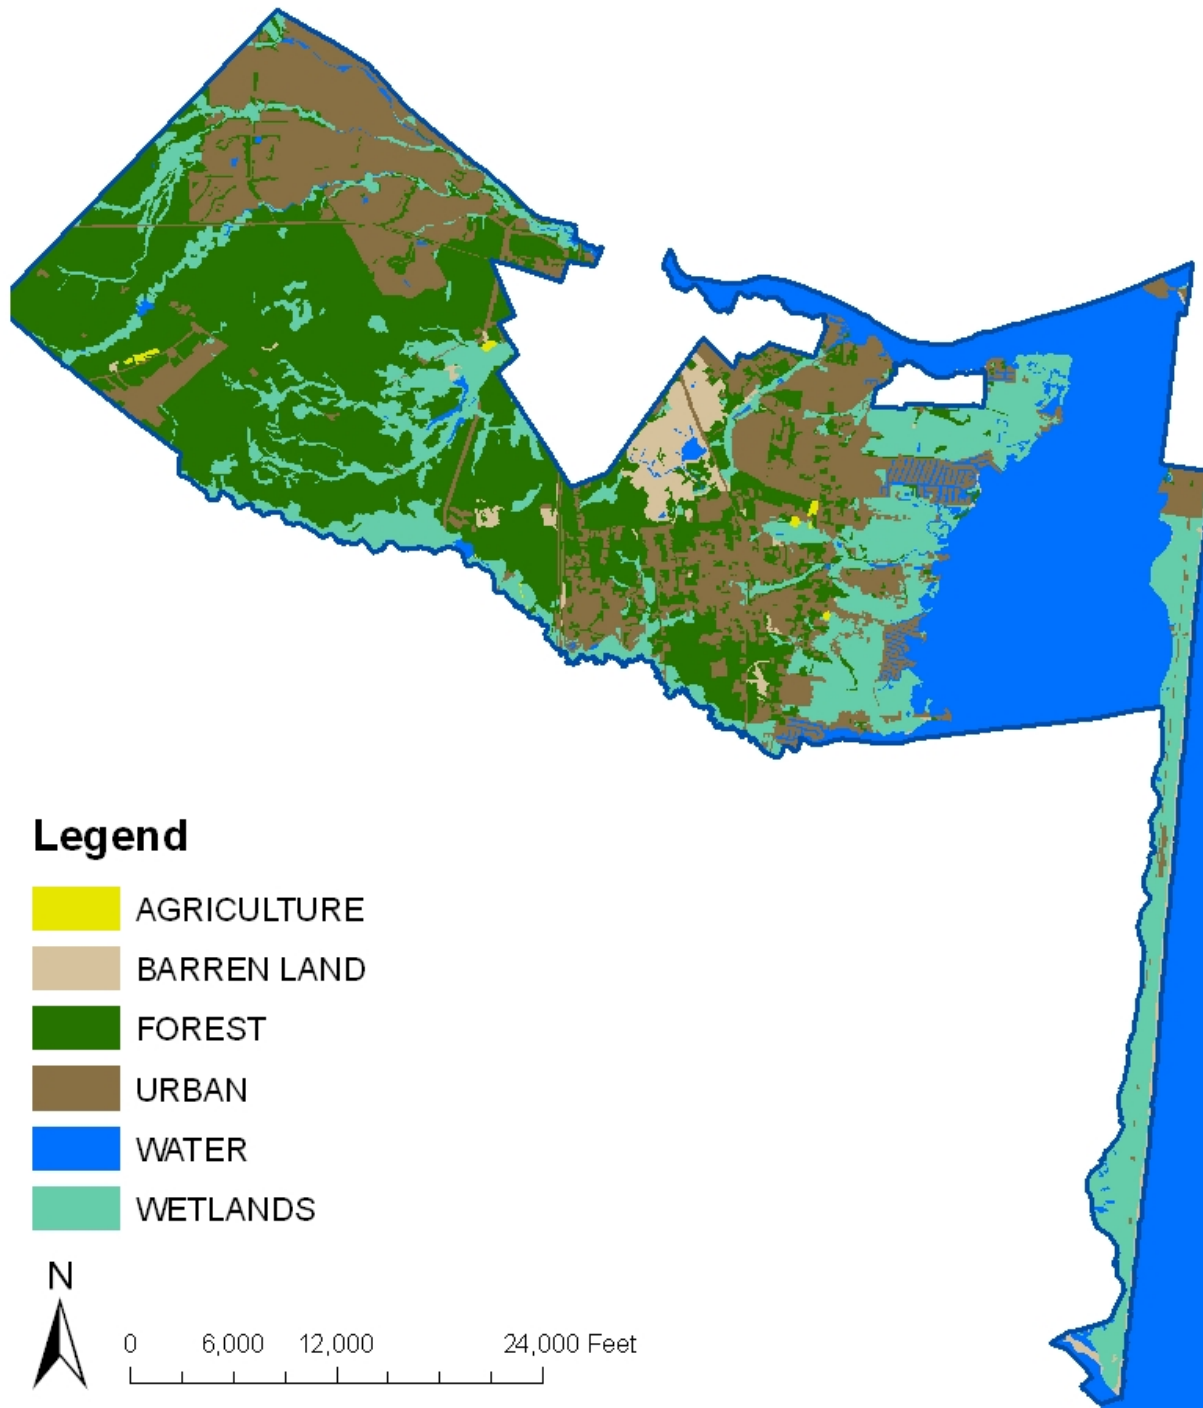 Legend
AGRICULTURE
BARREN LAND
FOREST
URBAN
WATER
WETLANDS
N
0 6,000 12,000 24,000 Feet